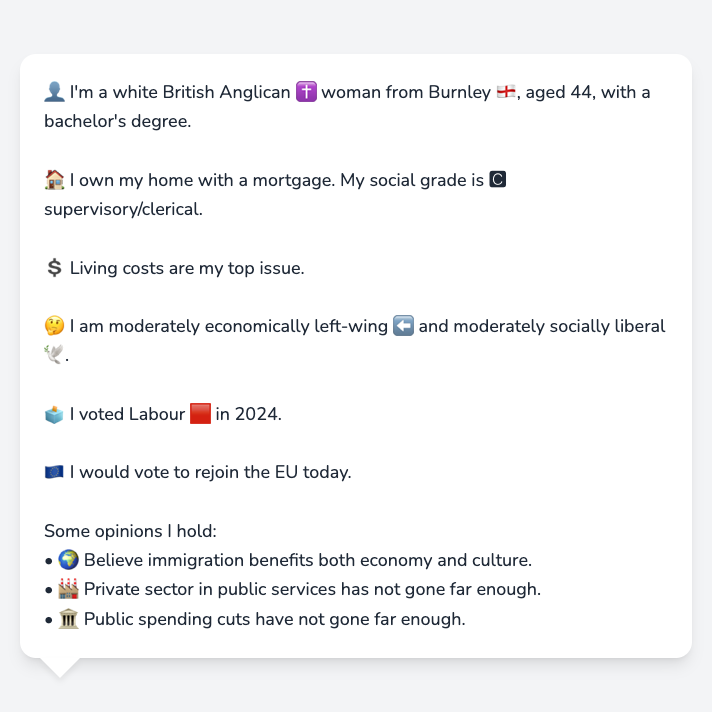 👤 I'm a white British Anglican ✝️ woman from Burnley 🏴󠁧󠁢󠁥󠁮󠁧󠁿, aged 44, with a
bachelor's degree.
🏠 I own my home with a mortgage. My social grade is 🅲
supervisory/clerical.
💲 Living costs are my top issue.
🤔 I am moderately economically left-wing ⬅️ and moderately socially liberal
🕊️.
🗳️ I voted Labour 🟥 in 2024.
🇪🇺 I would vote to rejoin the EU today.
Some opinions I hold:
• 🌍 Believe immigration benefits both economy and culture.
• 🏭 Private sector in public services has not gone far enough.
• 🏛️ Public spending cuts have not gone far enough.